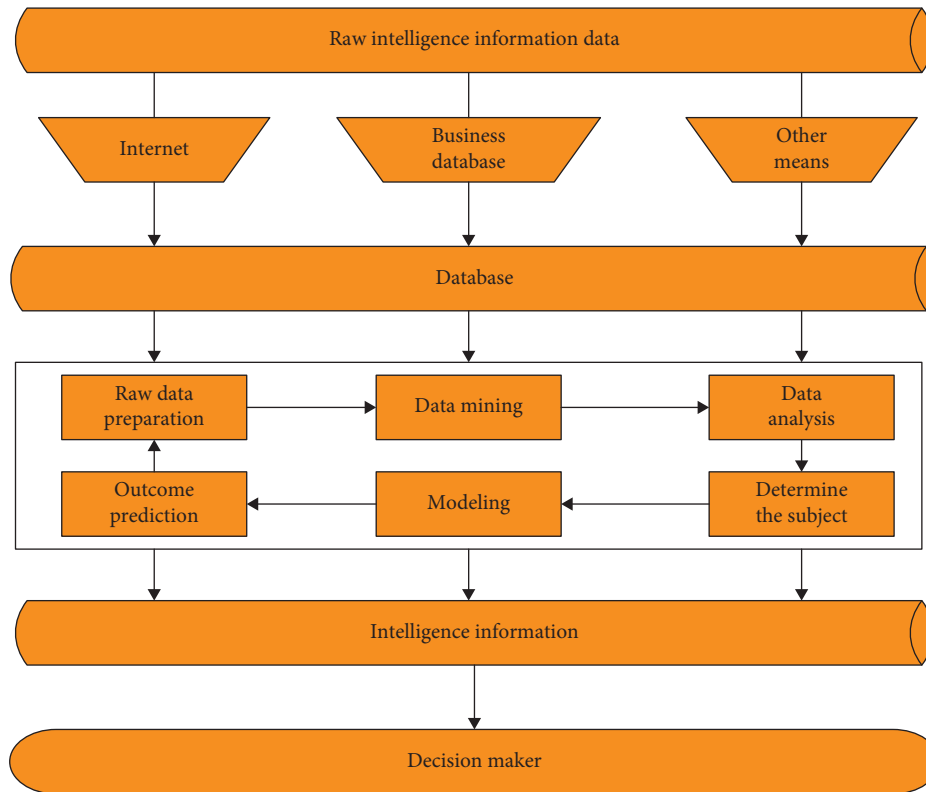 Raw intelligence information data
Internet
Business
database
Other
means
Database
Raw data
preparation
Data mining
Data
analysis
Outcome
prediction
Modeling
Determine
the subject
Intelligence information
Decision maker